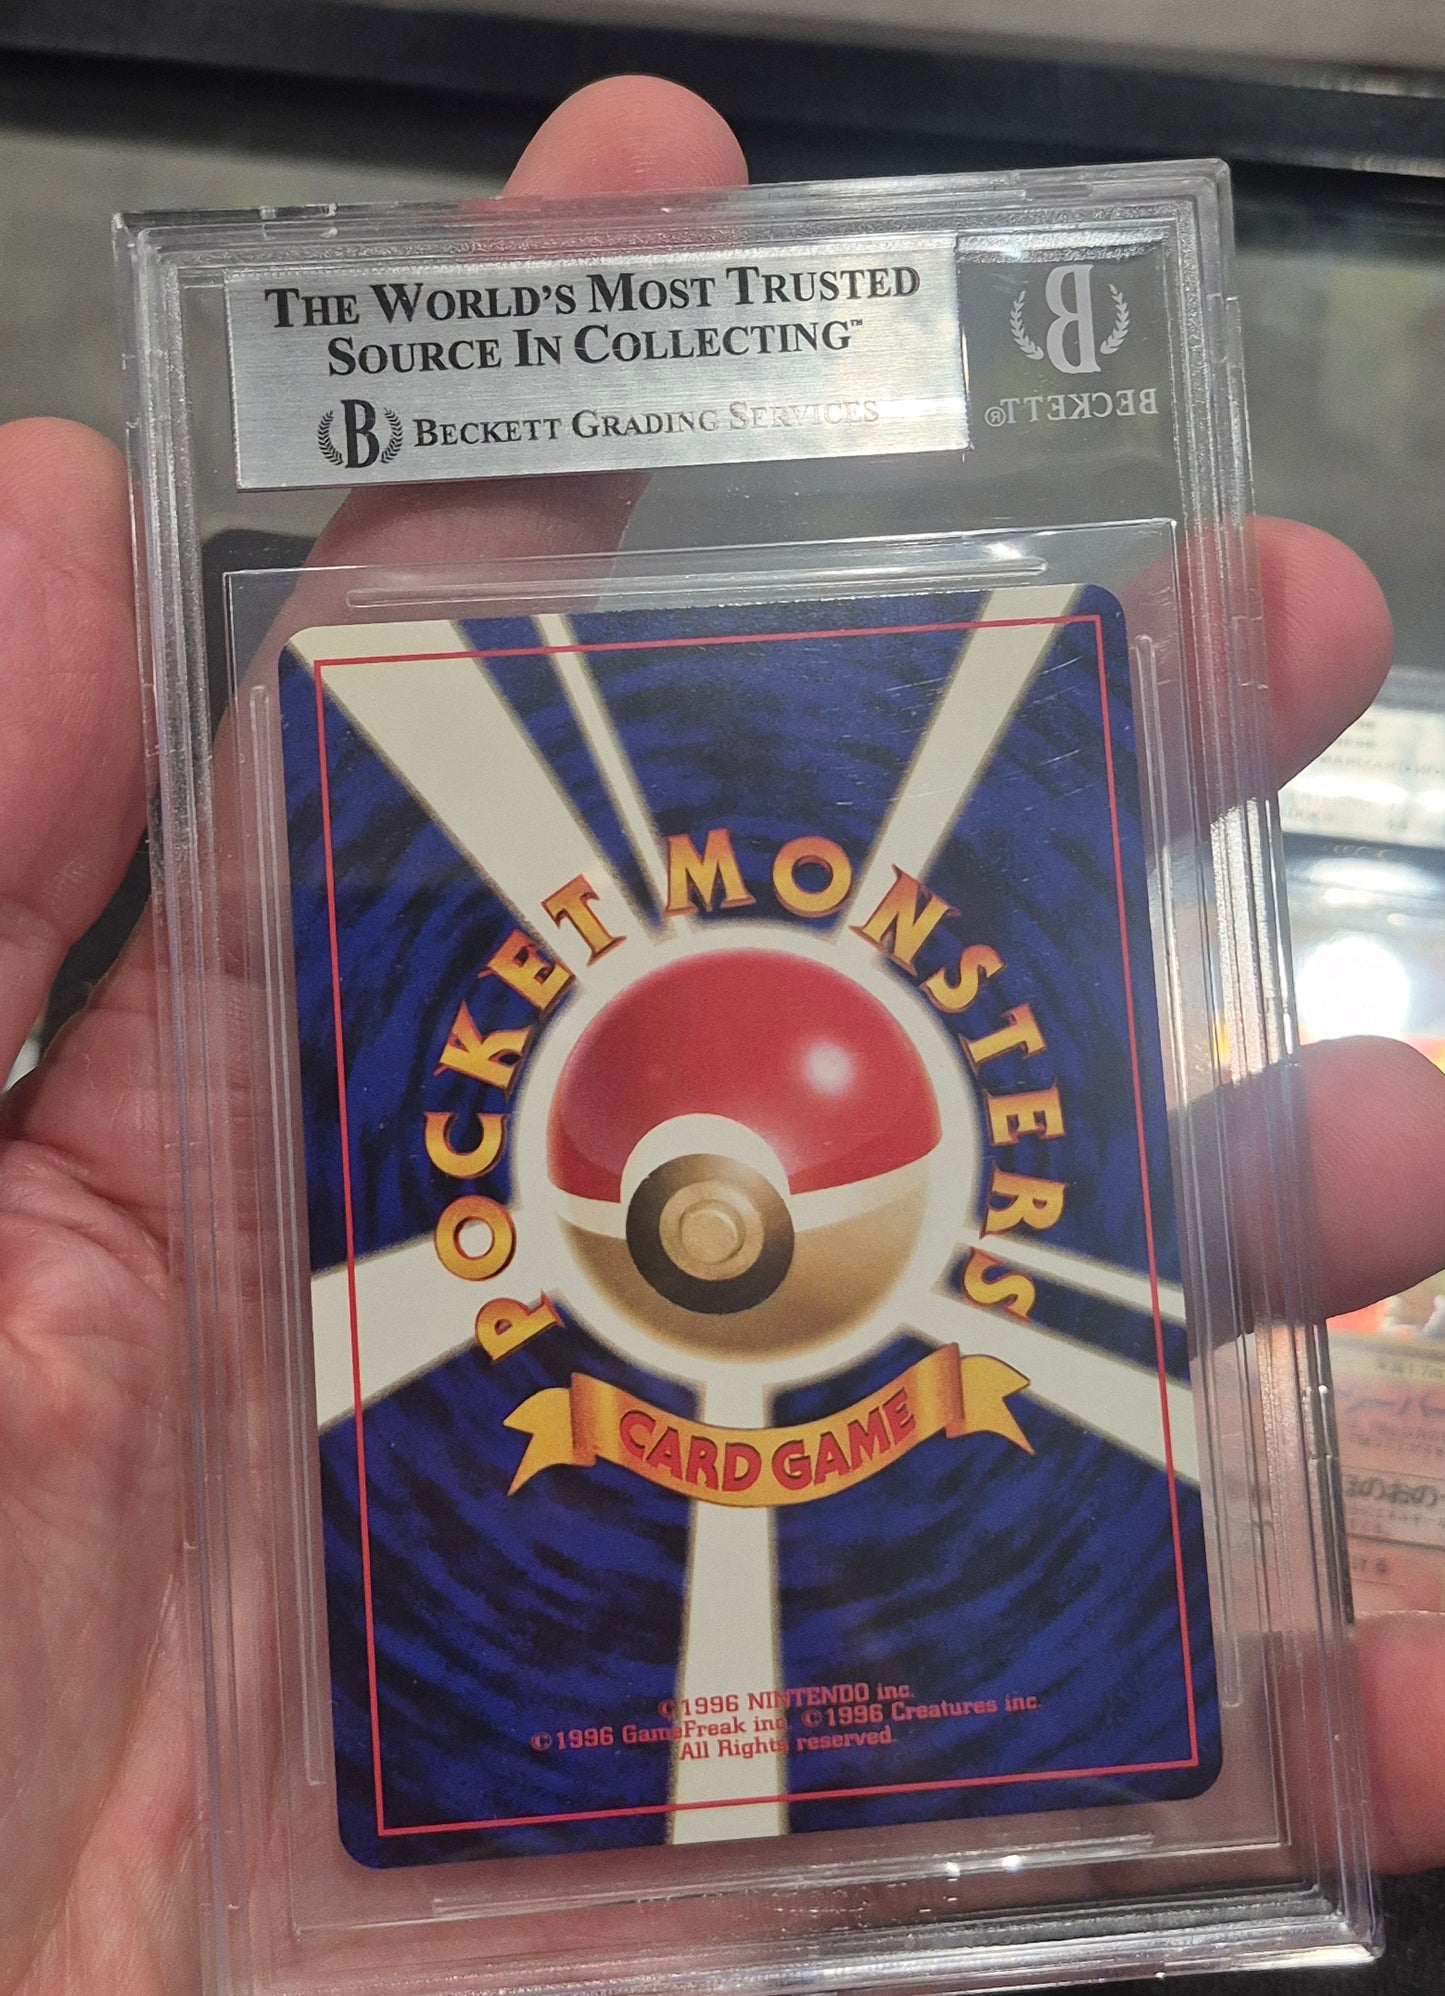 THE WORLD'S MOST TRUSTED
SOURCE IN COLLECTING™
B BECKETT GRADING SERVICES
B
BECKETT®
POCKET MONSTERS
CARD GAME
©1996 NINTENDO inc.
©1996 GameFreak inc. ©1996 Creatures inc.
All Rights reserved.